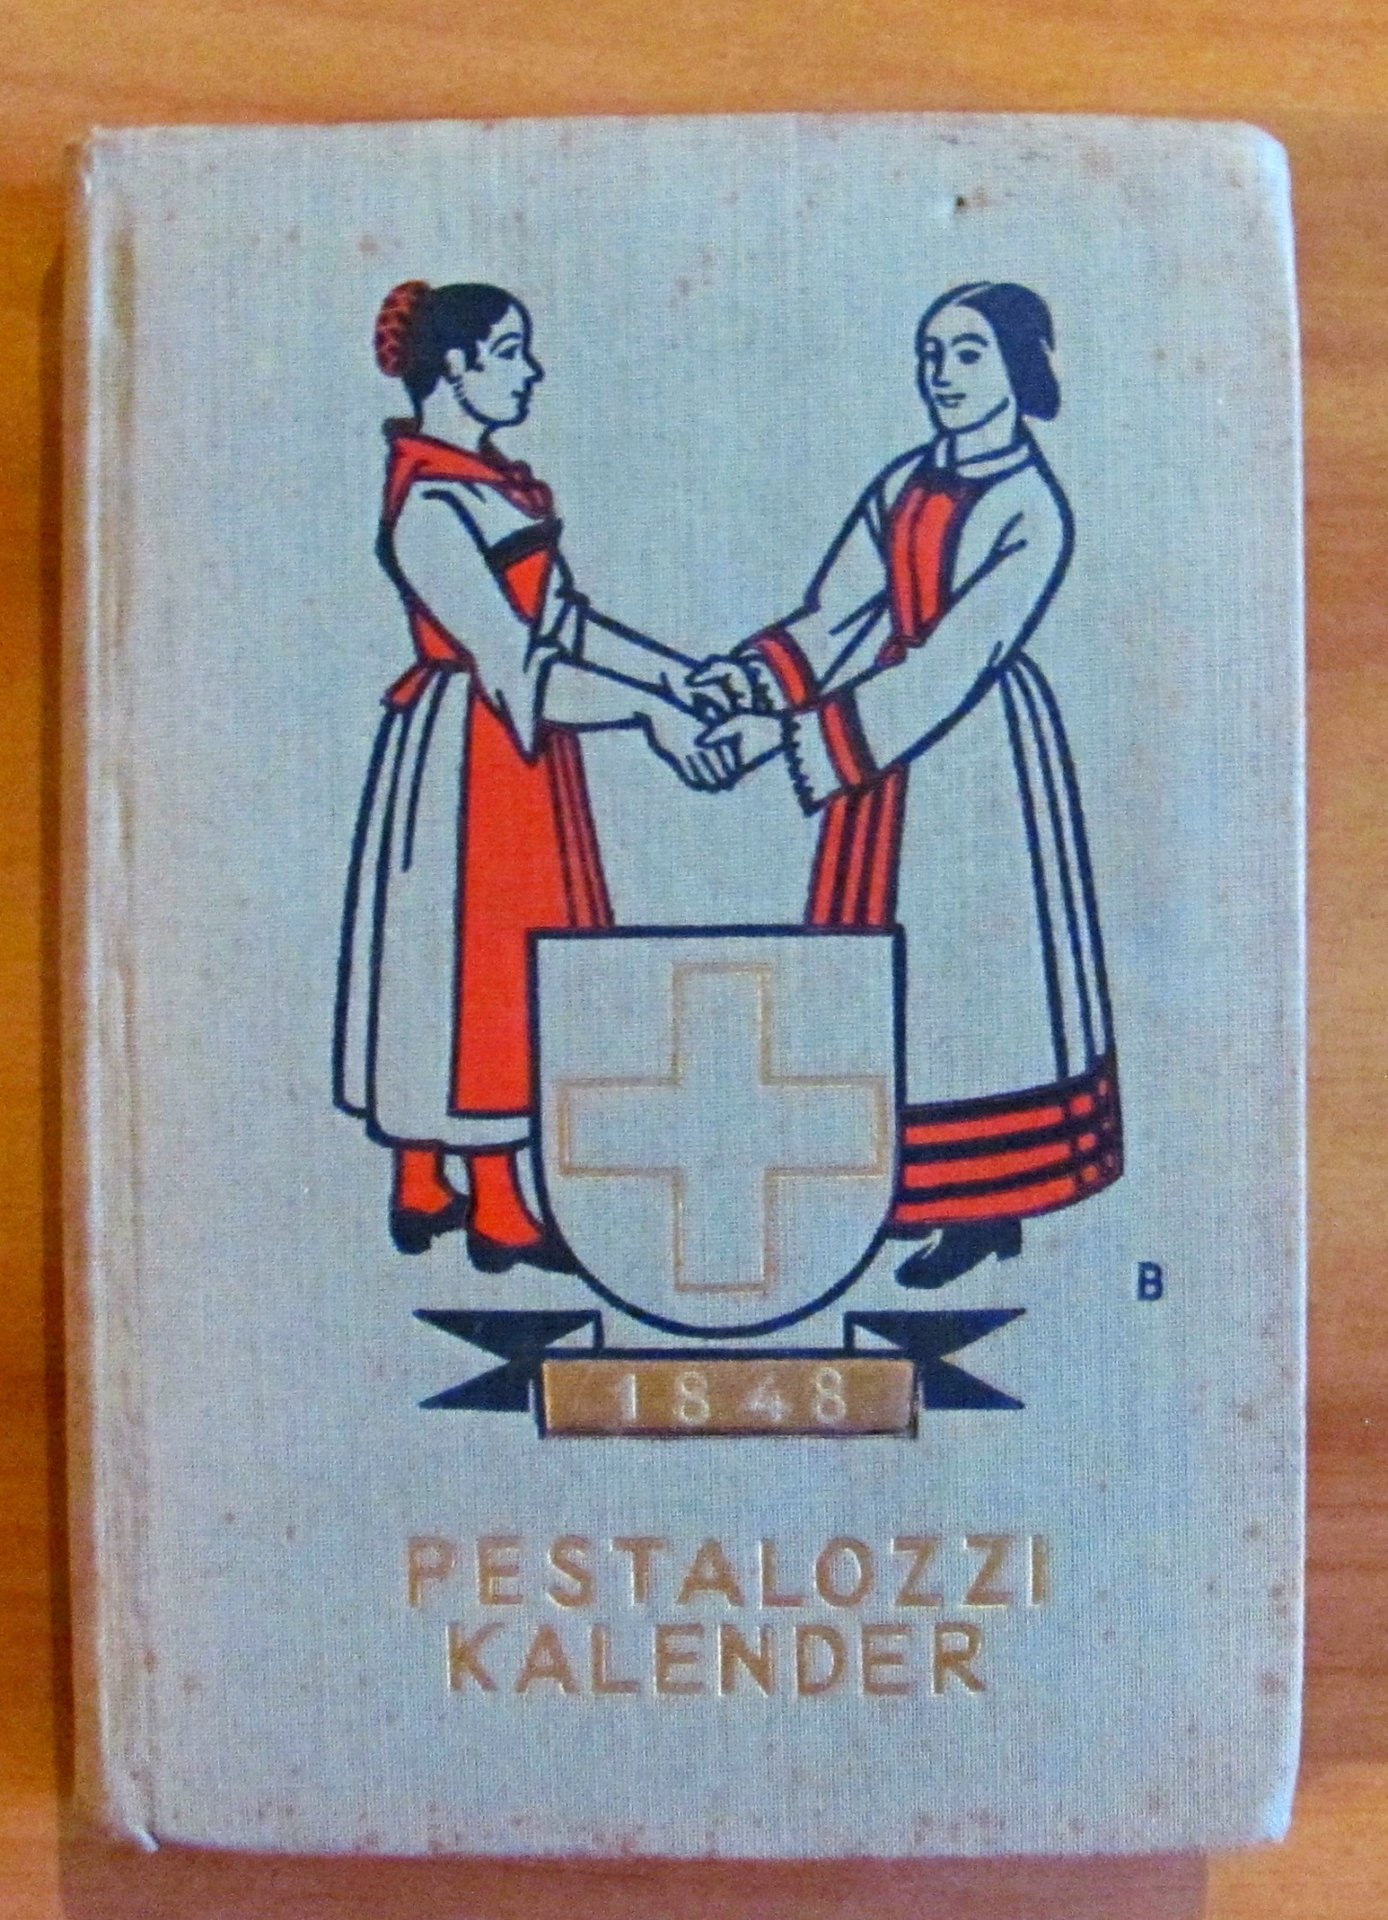 B
1848
PESTALOZZI
KALENDER